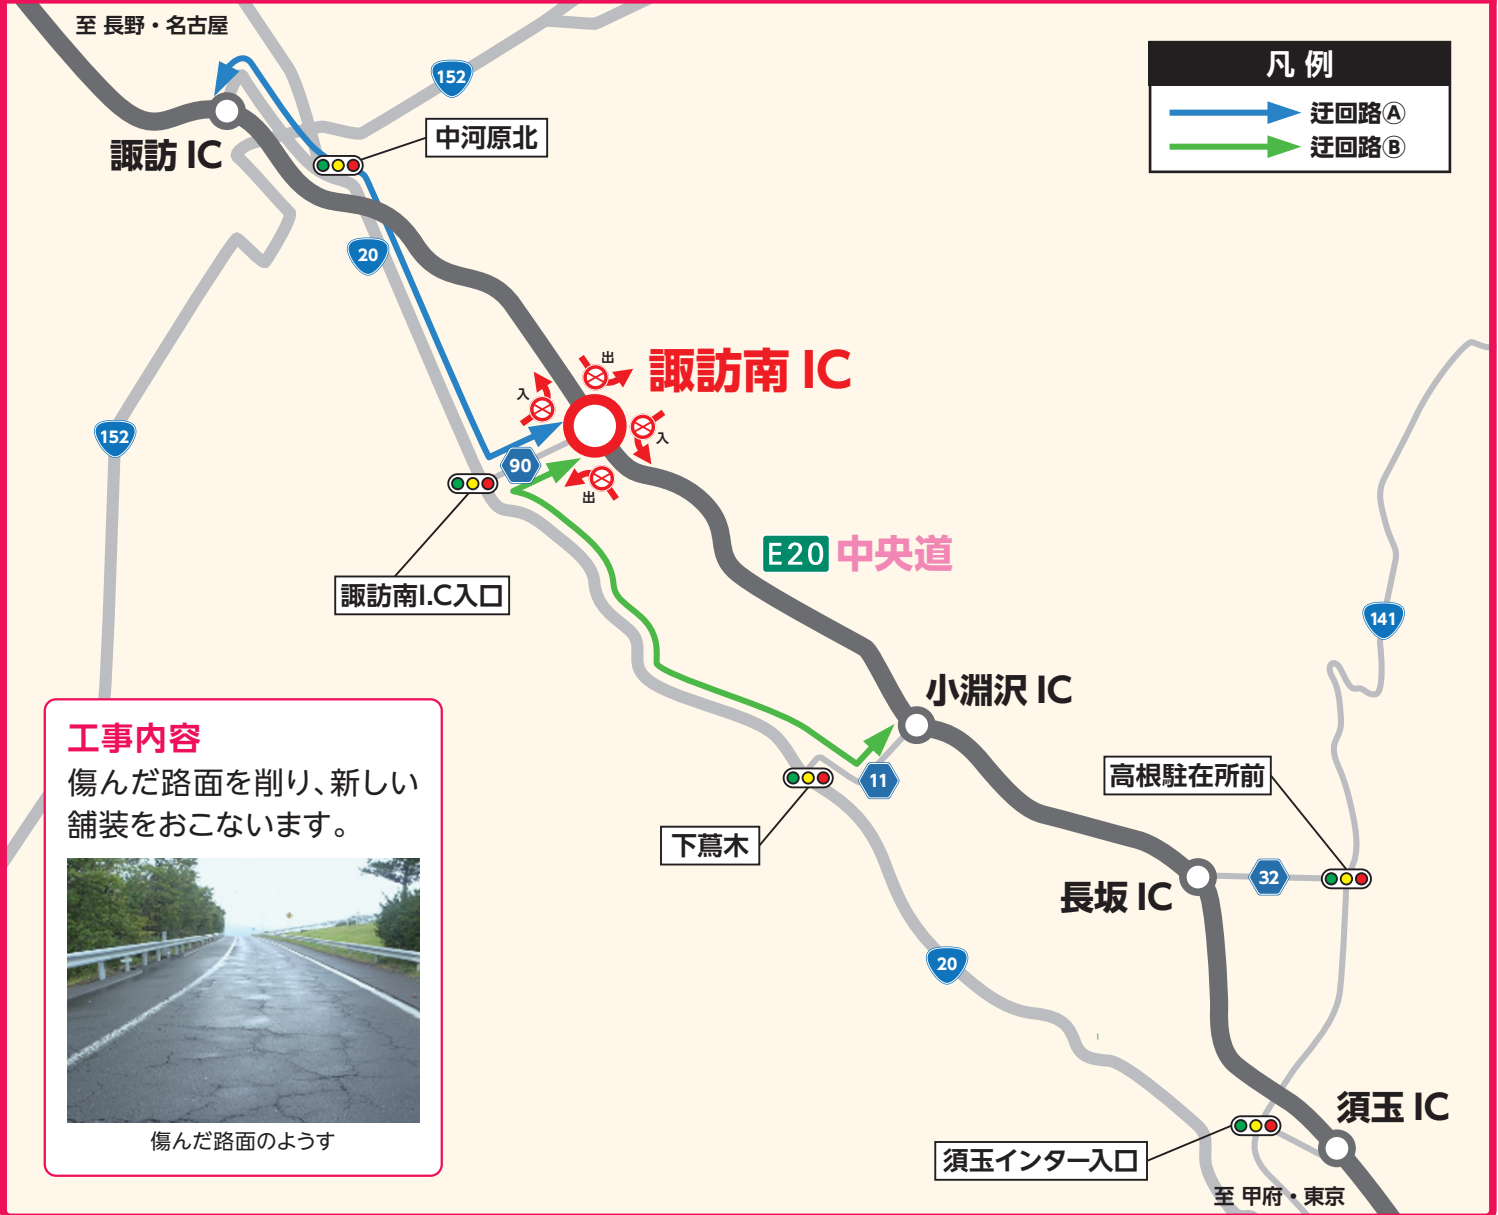 至 長野・名古屋
152
凡 例
迂回路Ⓐ
迂回路Ⓑ
中河原北
諏訪 IC
20
出
諏訪南 IC
入
入
152
90
出
E20 中央道
諏訪南I.C入口
141
小淵沢 IC
11
高根駐在所前
下蔦木
32
長坂 IC
20
須玉 IC
須玉インター入口
至 甲府・東京
工事内容
傷んだ路面を削り、新しい
舗装をおこないます。
傷んだ路面のようす